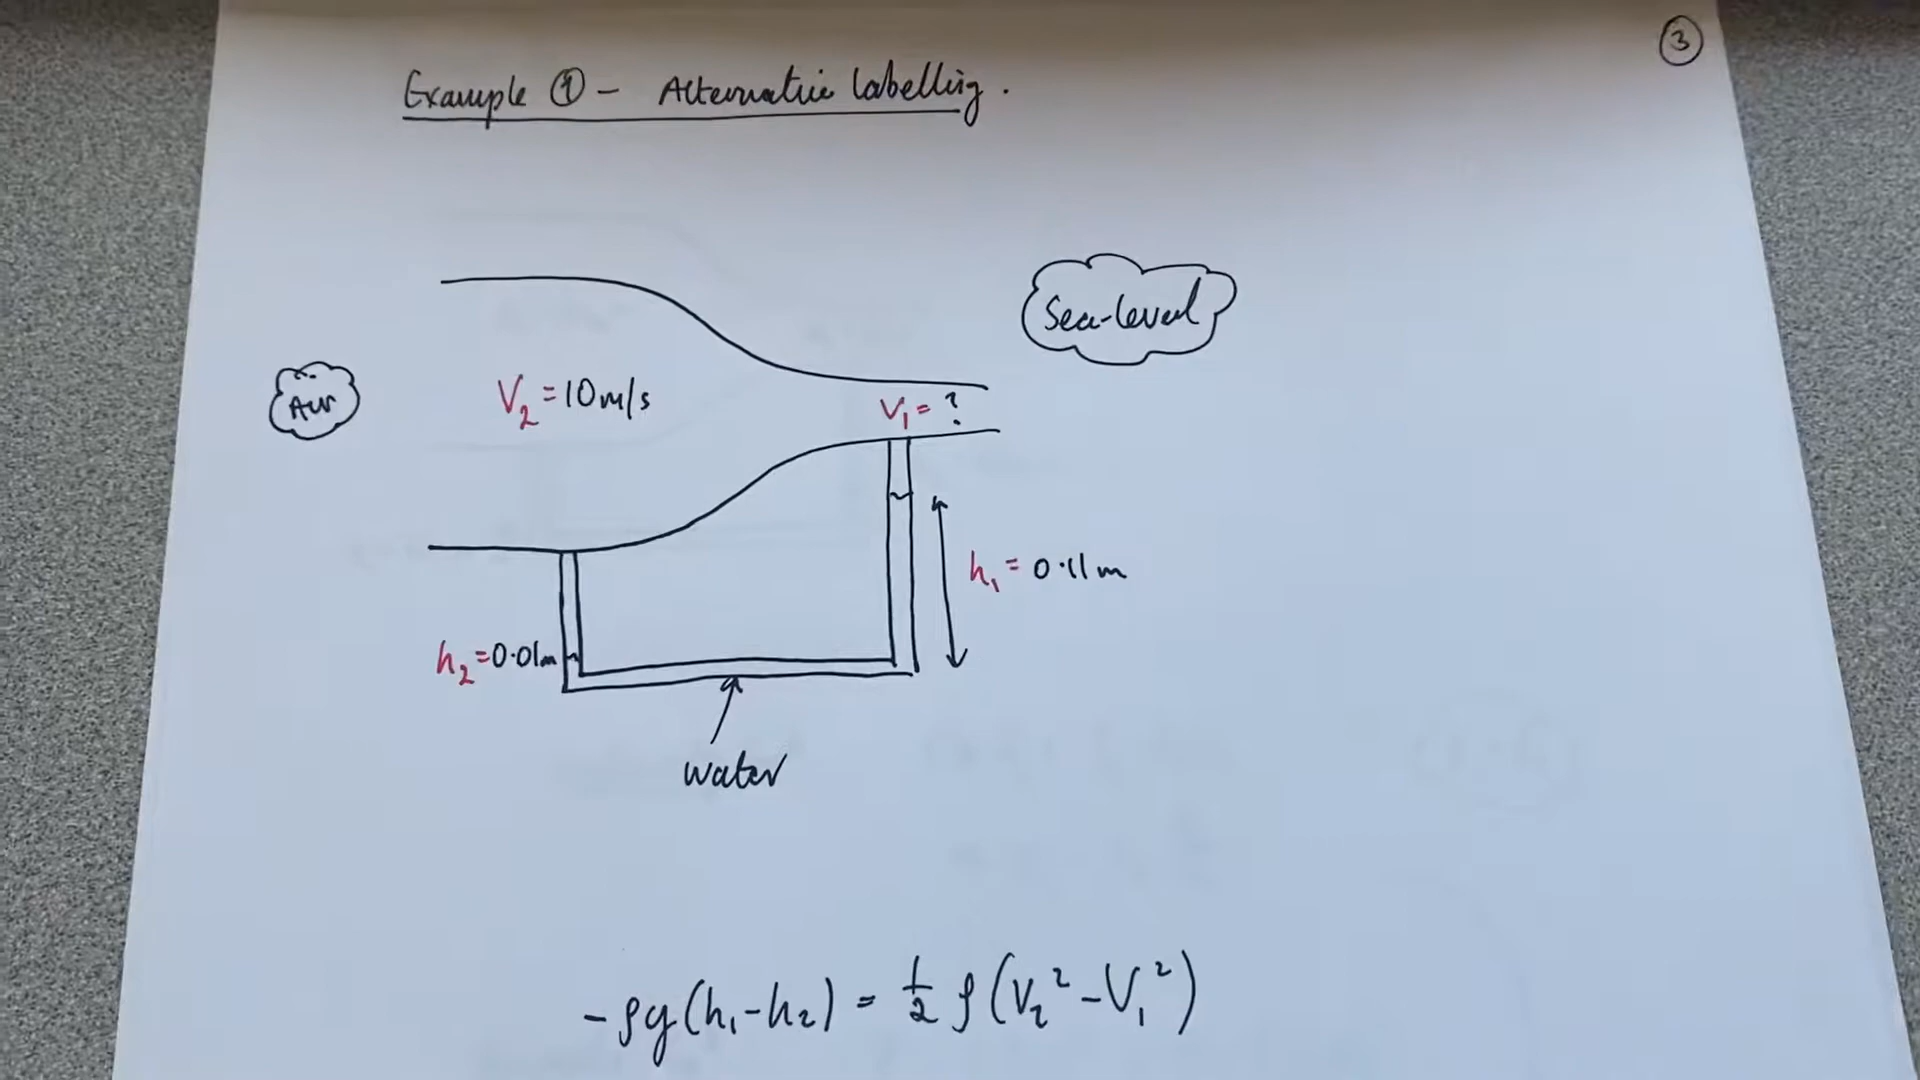 ③
Example ① - Alternative labelling.
Sea-level
Air
V₂ = 10m/s
V₁ = ?
h₁ = 0.11m
h₂ = 0.01m
water
-ρg(h₁-h₂) = ½ρ(V₂²-V₁²)